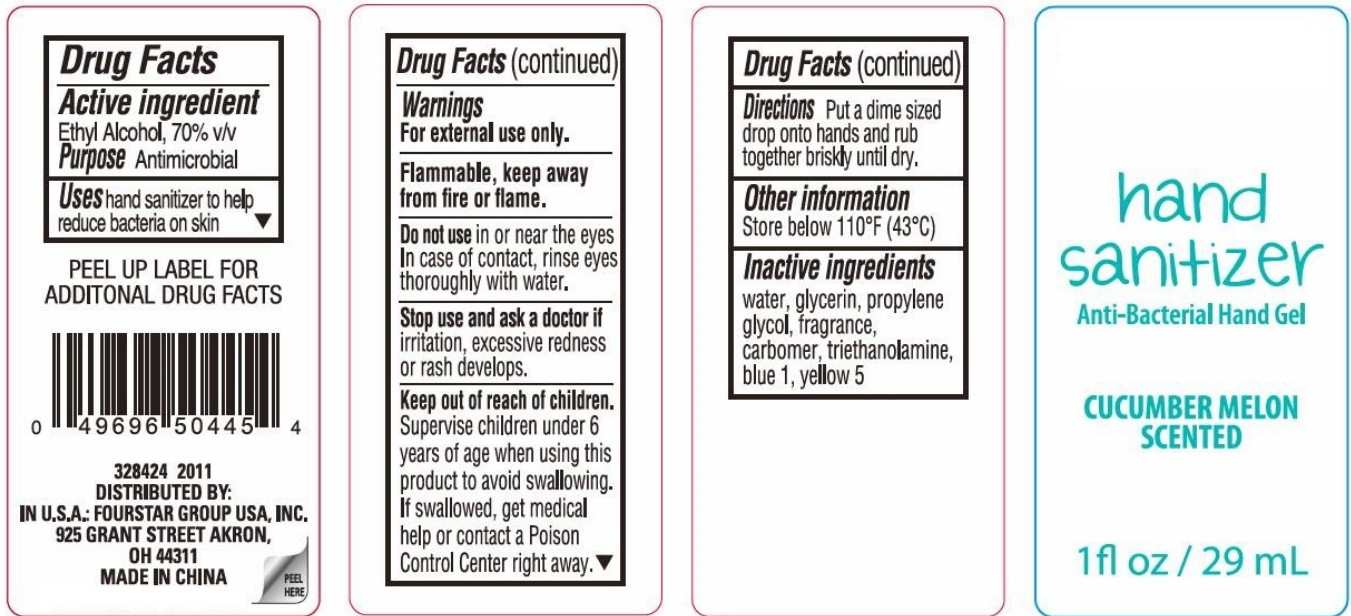 Drug Facts
Active ingredient
Ethyl Alcohol, 70% v/v
Purpose Antimicrobial
Uses hand sanitizer to help
reduce bacteria on skin ▼
PEEL UP LABEL FOR
ADDITONAL DRUG FACTS
0 49696 50445 4
328424 2011
DISTRIBUTED BY:
IN U.S.A.: FOURSTAR GROUP USA, INC.
925 GRANT STREET AKRON,
OH 44311
MADE IN CHINA
PEEL
HERE
Drug Facts (continued)
Warnings
For external use only.
Flammable, keep away
from fire or flame.
Do not use in or near the eyes
In case of contact, rinse eyes
thoroughly with water.
Stop use and ask a doctor if
irritation, excessive redness
or rash develops.
Keep out of reach of children.
Supervise children under 6
years of age when using this
product to avoid swallowing.
If swallowed, get medical
help or contact a Poison
Control Center right away. ▼
Drug Facts (continued)
Directions Put a dime sized
drop onto hands and rub
together briskly until dry.
Other information
Store below 110°F (43°C)
Inactive ingredients
water, glycerin, propylene
glycol, fragrance,
carbomer, triethanolamine,
blue 1, yellow 5
hand
sanitizer
Anti-Bacterial Hand Gel
CUCUMBER MELON
SCENTED
1fl oz / 29 mL